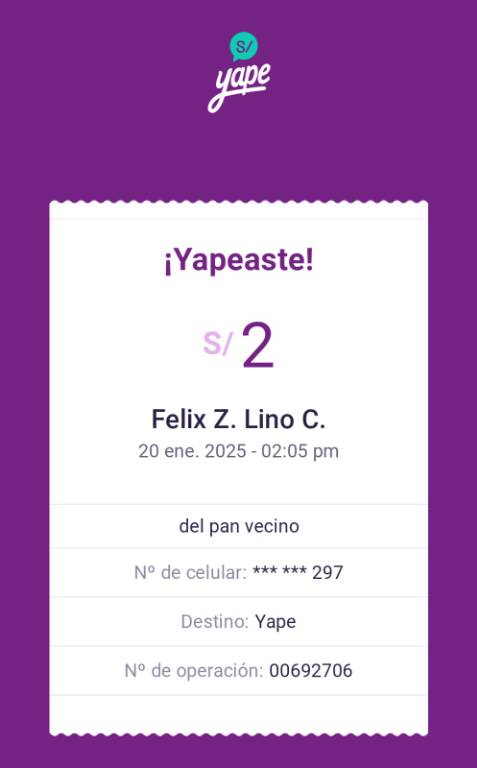 S/
yape
¡Yapeaste!
S/ 2
Felix Z. Lino C.
20 ene. 2025 - 02:05 pm
del pan vecino
Nº de celular: *** *** 297
Destino: Yape
Nº de operación: 00692706